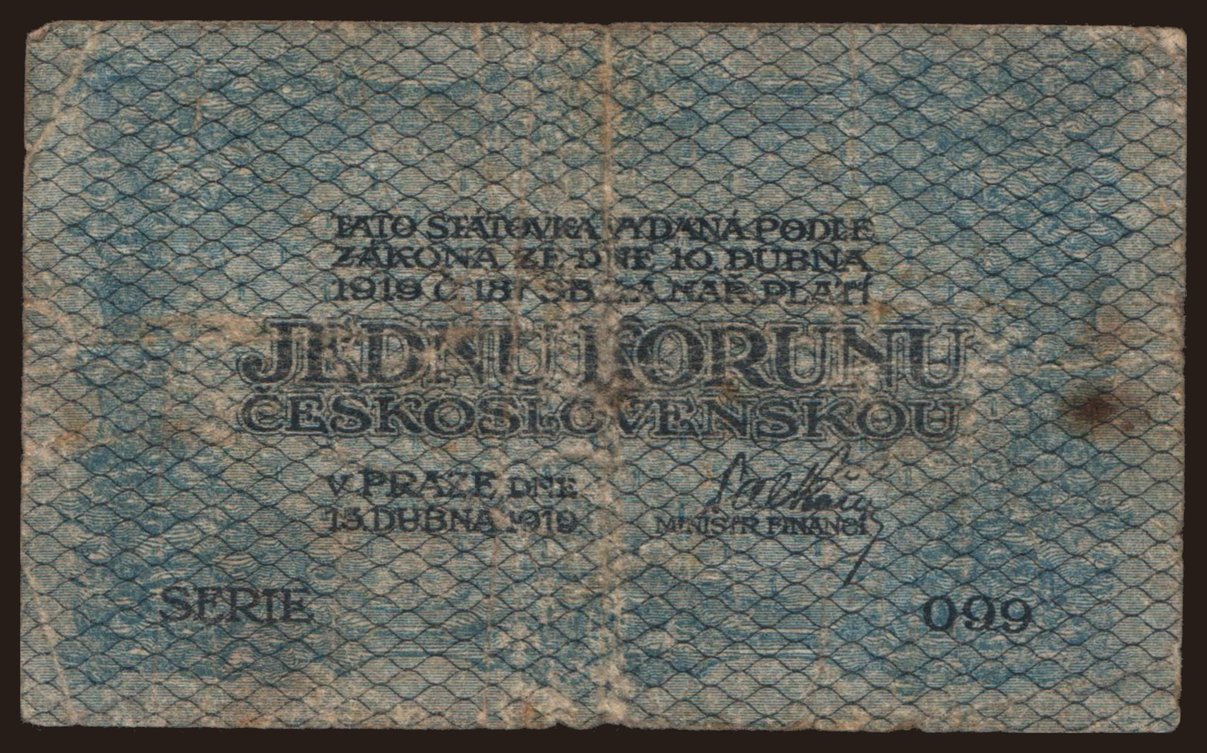 TATO STÁTOVKA VYDANÁ PODLE
ZÁKONA ZE DNE 10. DUBNA
1919 Č. 187 SB. ZA NAŘ. PLATÍ
JEDNU KORUNU
ČESKOSLOVENSKOU
V PRAZE, DNE
15. DUBNA 1919
MINISTR FINANCÍ
SERIE 099